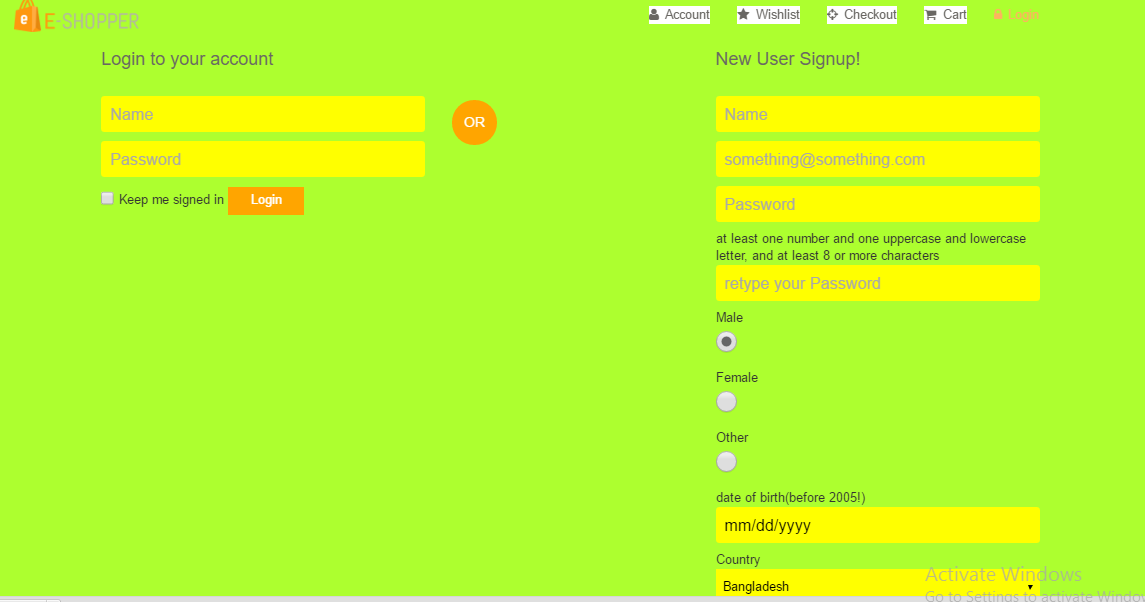 E-SHOPPER
Account Wishlist Checkout Cart Login
Login to your account
Name
Password
Keep me signed in Login
OR
New User Signup!
Name
something@something.com
Password
at least one number and one uppercase and lowercase
letter, and at least 8 or more characters
retype your Password
Male
Female
Other
date of birth(before 2005!)
mm/dd/yyyy
Country
Bangladesh
Activate Windows
Go to Settings to activate Windo